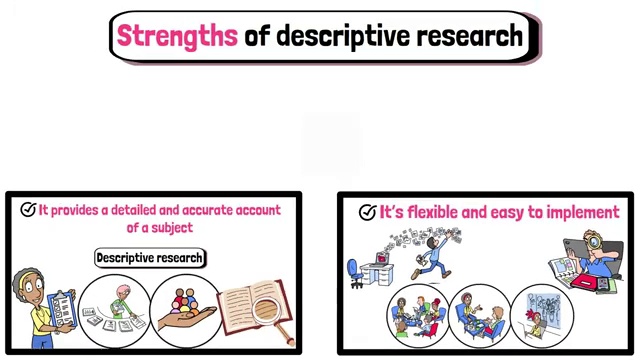 Strengths of descriptive research
It provides a detailed and accurate account
of a subject
Descriptive research
It's flexible and easy to implement